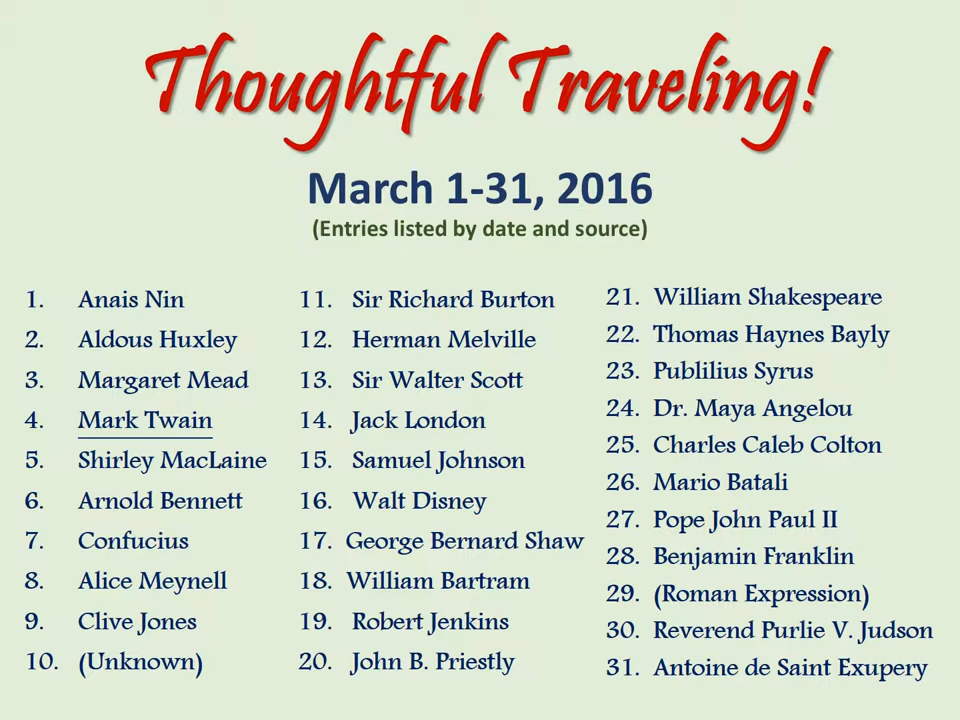 Thoughtful Traveling!
March 1-31, 2016
(Entries listed by date and source)
1. Anais Nin
2. Aldous Huxley
3. Margaret Mead
4. Mark Twain
5. Shirley MacLaine
6. Arnold Bennett
7. Confucius
8. Alice Meynell
9. Clive Jones
10. (Unknown)
11. Sir Richard Burton
12. Herman Melville
13. Sir Walter Scott
14. Jack London
15. Samuel Johnson
16. Walt Disney
17. George Bernard Shaw
18. William Bartram
19. Robert Jenkins
20. John B. Priestly
21. William Shakespeare
22. Thomas Haynes Bayly
23. Publilius Syrus
24. Dr. Maya Angelou
25. Charles Caleb Colton
26. Mario Batali
27. Pope John Paul II
28. Benjamin Franklin
29. (Roman Expression)
30. Reverend Purlie V. Judson
31. Antoine de Saint Exupery